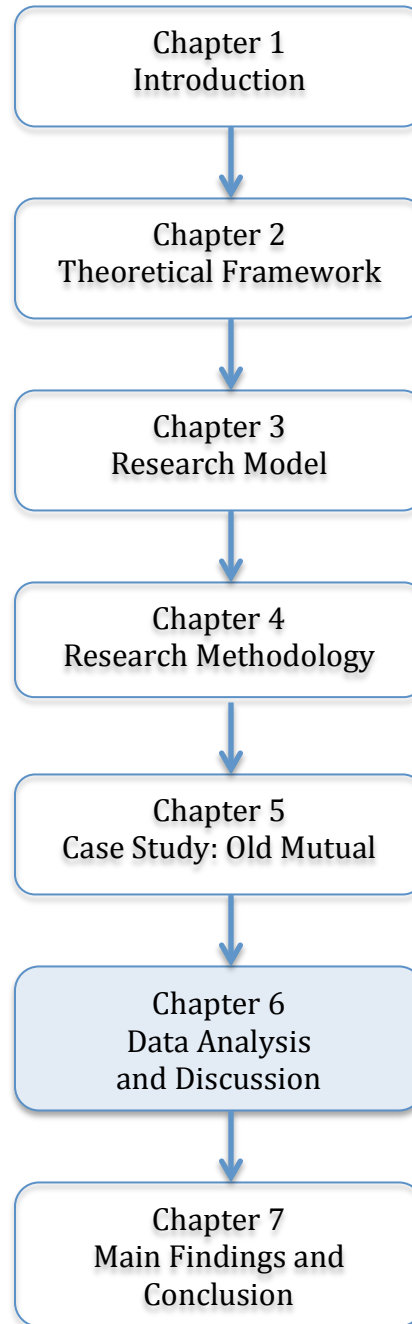 Chapter 1
Introduction
Chapter 2
Theoretical Framework
Chapter 3
Research Model
Chapter 4
Research Methodology
Chapter 5
Case Study: Old Mutual
Chapter 6
Data Analysis
and Discussion
Chapter 7
Main Findings and
Conclusion